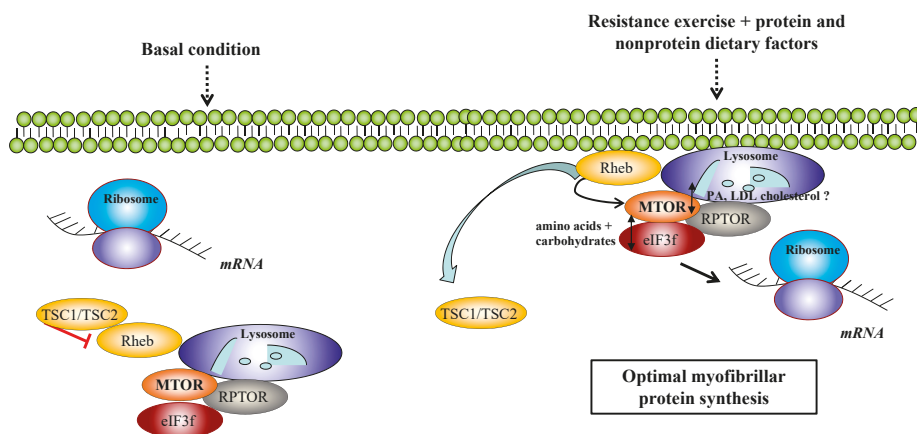 Basal condition
Resistance exercise + protein and
nonprotein dietary factors
Ribosome
mRNA
TSC1/TSC2
Rheb
Lysosome
MTOR
RPTOR
eIF3f
Rheb
Lysosome
PA, LDL cholesterol ?
MTOR
RPTOR
amino acids +
carbohydrates
eIF3f
Ribosome
mRNA
TSC1/TSC2
Optimal myofibrillar
protein synthesis